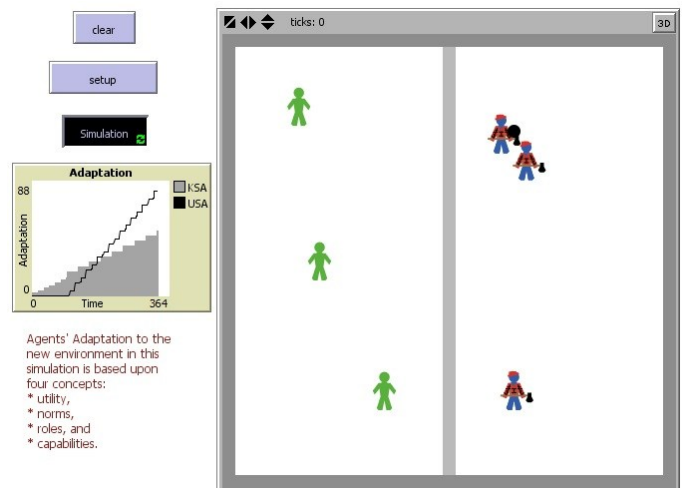 clear
ticks: 0
3D
setup
Simulation
Adaptation
88
KSA
USA
Adaptation
0
0 Time 364
Agents' Adaptation to the
new environment in this
simulation is based upon
four concepts:
* utility,
* norms,
* roles, and
* capabilities.